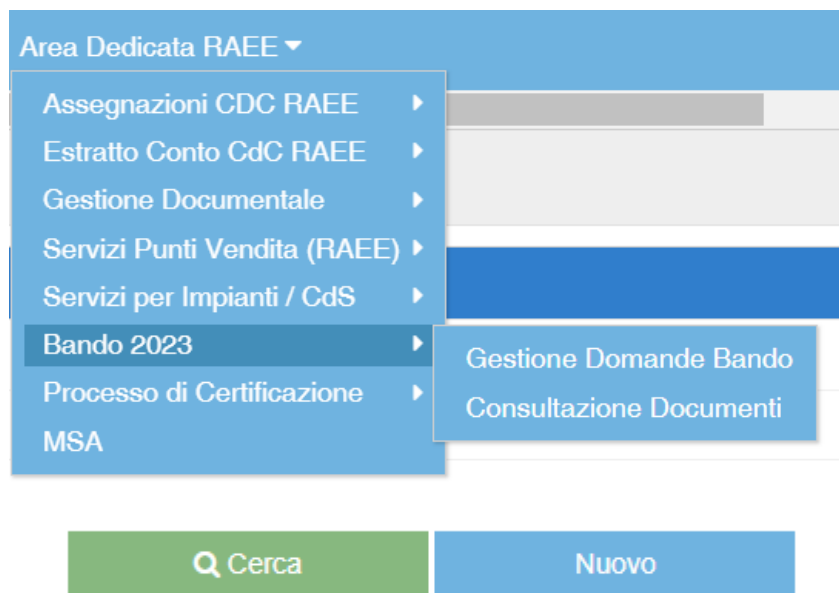 Area Dedicata RAEE
Assegnazioni CDC RAEE
Estratto Conto CdC RAEE
Gestione Documentale
Servizi Punti Vendita (RAEE)
Servizi per Impianti / CdS
Bando 2023
Gestione Domande Bando
Consultazione Documenti
Processo di Certificazione
MSA
Cerca
Nuovo